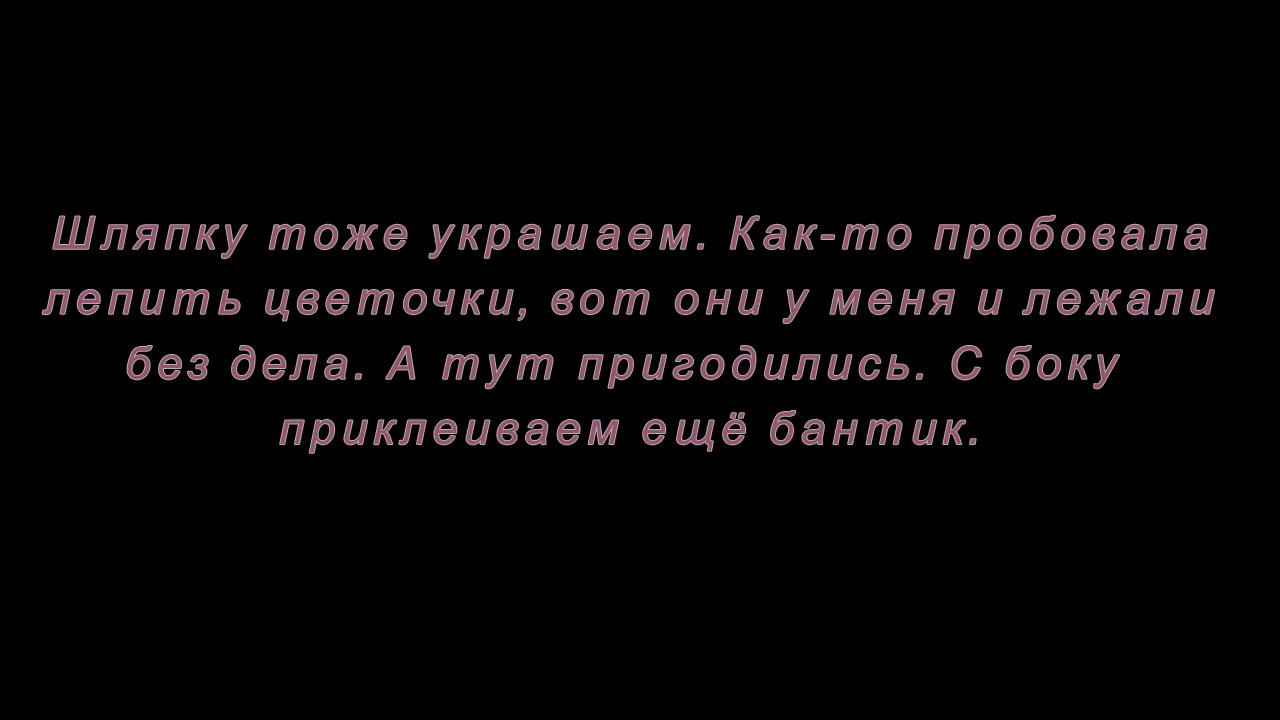 Шляпку тоже украшаем. Как-то пробовала
лепить цветочки, вот они у меня и лежали
без дела. А тут пригодились. С боку
приклеиваем ещё бантик.